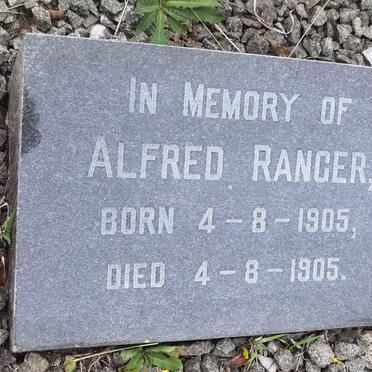 IN MEMORY OF
ALFRED RANGER,
BORN 4-8-1905,
DIED 4-8-1905.